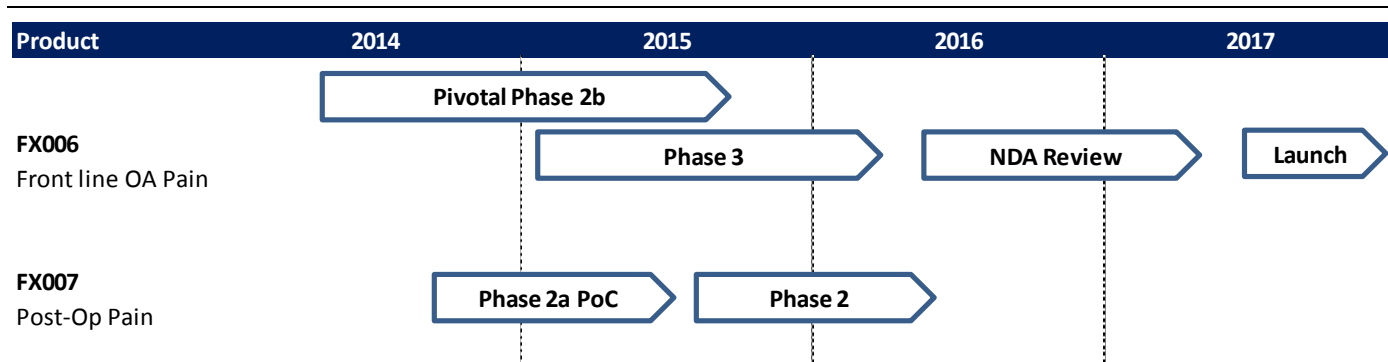 Product 2014 2015 2016 2017
Pivotal Phase 2b
FX006
Phase 3 NDA Review Launch
Front line OA Pain
FX007
Phase 2a PoC Phase 2
Post-Op Pain